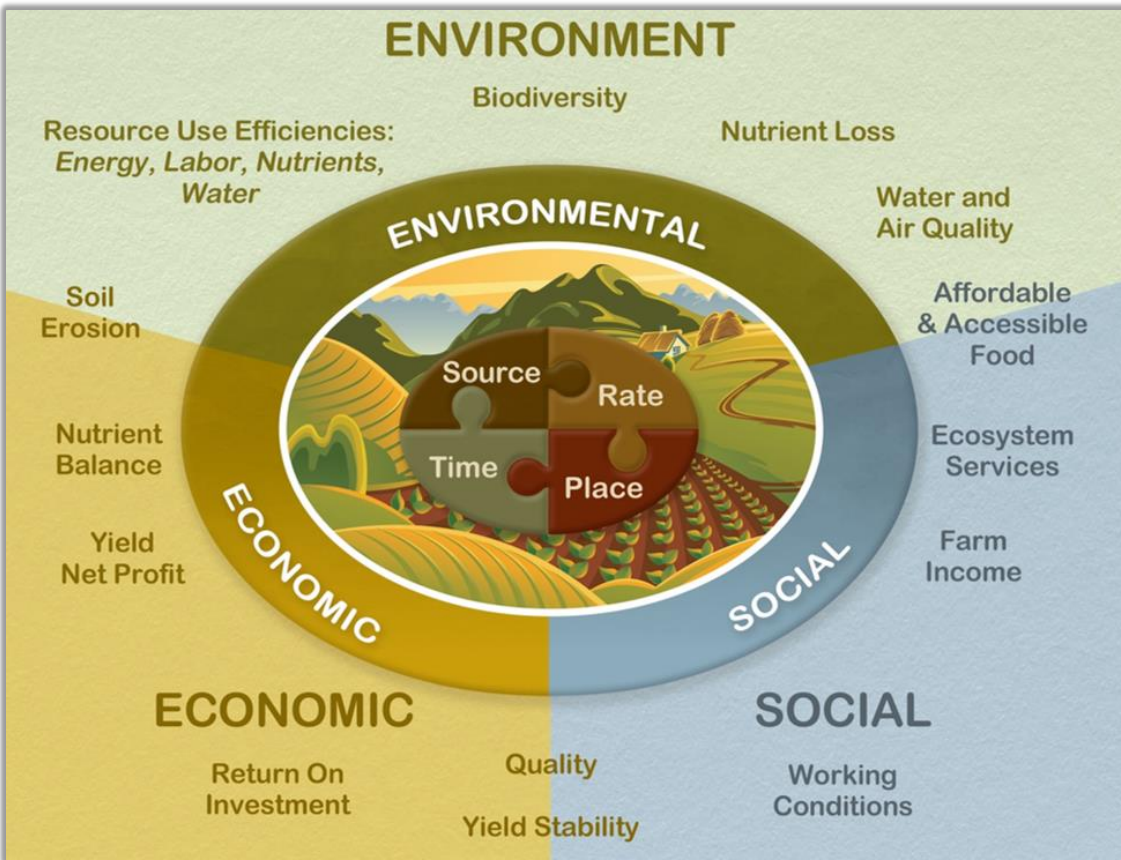 ENVIRONMENT
Biodiversity
Resource Use Efficiencies:
Energy, Labor, Nutrients,
Water
Nutrient Loss
Water and
Air Quality
ENVIRONMENTAL
Soil
Erosion
Affordable
& Accessible
Food
Source
Rate
Time
Place
Nutrient
Balance
Ecosystem
Services
Yield
Net Profit
Farm
Income
ECONOMIC
SOCIAL
ECONOMIC
SOCIAL
Return On
Investment
Quality
Yield Stability
Working
Conditions